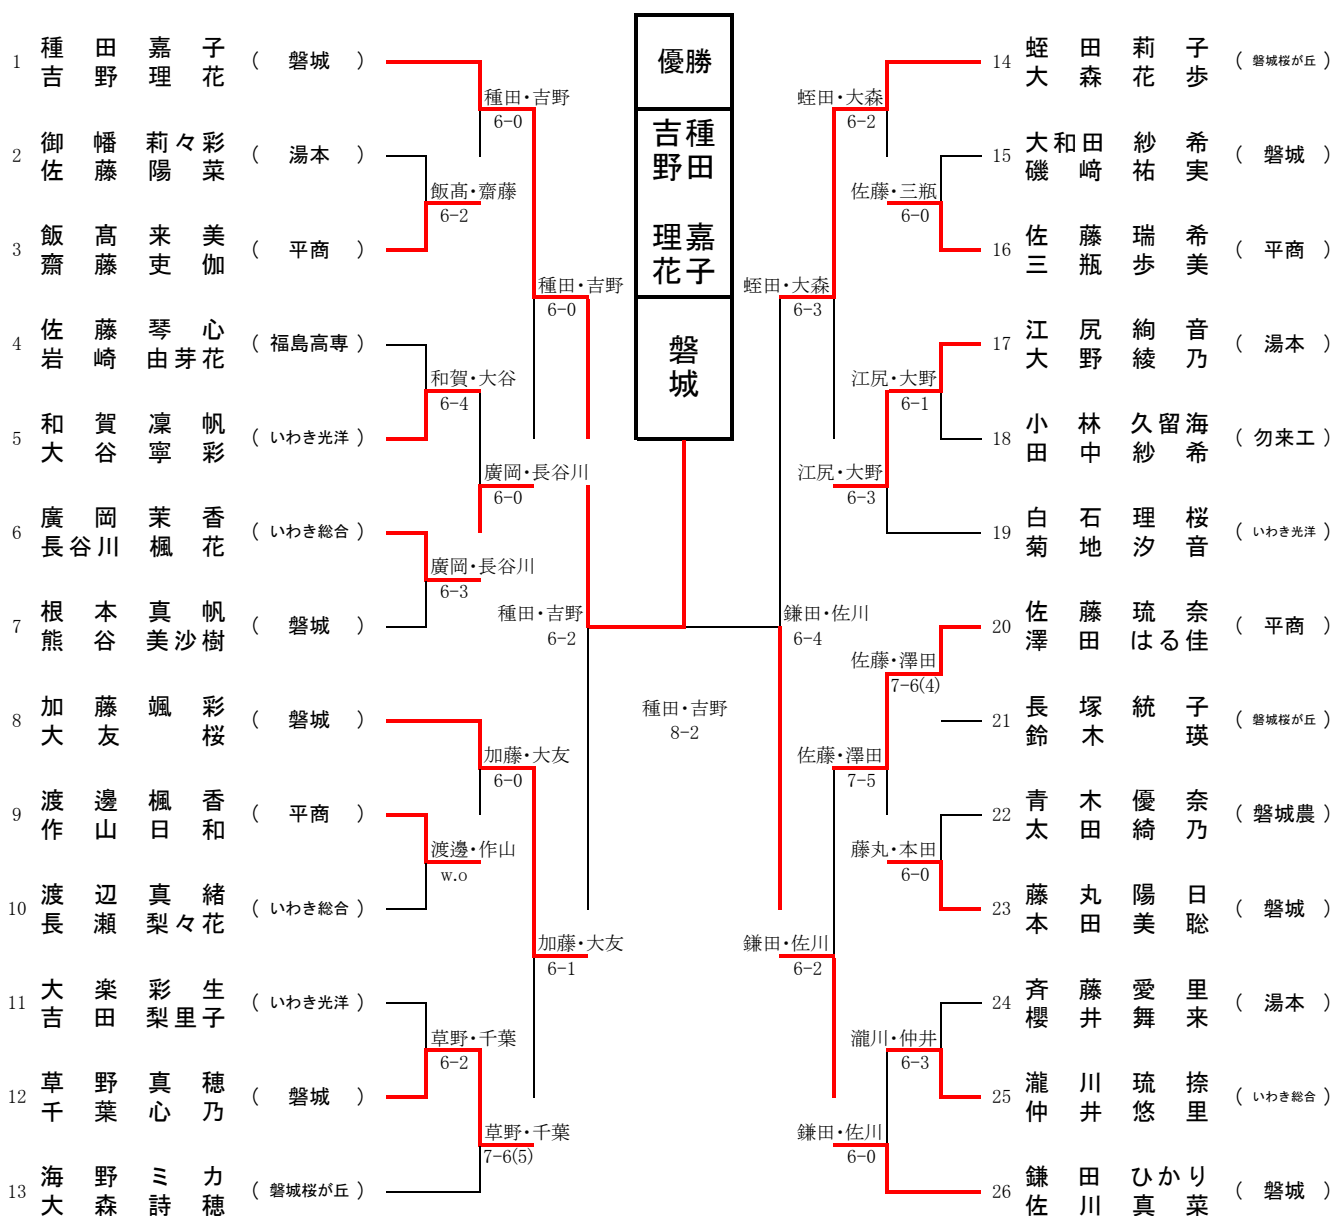 優勝
種田 嘉子
吉野 理花
磐城
1 種田嘉子 吉野理花 （磐城）
2 御幡莉々彩 佐藤陽菜 （湯本）
3 飯髙来美 齋藤吏伽 （平商）
4 佐藤琴心 岩崎由芽花 （福島高専）
5 和賀凜帆 大谷寧彩 （いわき光洋）
6 廣岡茉香 長谷川楓花 （いわき総合）
7 根本真帆 熊谷美沙樹 （磐城）
8 加藤颯彩 大友桜 （磐城）
9 渡邊楓香 作山日和 （平商）
10 渡辺真緒 長瀬梨々花 （いわき総合）
11 大楽彩生 吉田梨里子 （いわき光洋）
12 草野真穂 千葉心乃 （磐城）
13 海野ミカ 大森詩穂 （磐城桜が丘）
種田・吉野
6-0
飯髙・齋藤
6-2
種田・吉野
6-0
和賀・大谷
6-4
廣岡・長谷川
6-0
廣岡・長谷川
6-3
種田・吉野
6-2
加藤・大友
6-0
渡邊・作山
w.o
加藤・大友
6-1
草野・千葉
6-2
草野・千葉
7-6(5)
種田・吉野
8-2
蛭田・大森
6-2
佐藤・三瓶
6-0
蛭田・大森
6-3
江尻・大野
6-1
江尻・大野
6-3
鎌田・佐川
6-4
佐藤・澤田
7-6(4)
佐藤・澤田
7-5
藤丸・本田
6-0
鎌田・佐川
6-2
瀧川・仲井
6-3
鎌田・佐川
6-0
14 蛭田莉子 大森花歩 （磐城桜が丘）
15 大和田紗希 磯﨑祐実 （磐城）
16 佐藤瑞希 三瓶歩美 （平商）
17 江尻絢音 大野綾乃 （湯本）
18 小林久留海 田中紗希 （勿来工）
19 白石理桜 菊地汐音 （いわき光洋）
20 佐藤琉奈 澤田はる佳 （平商）
21 長塚統子 鈴木瑛 （磐城桜が丘）
22 青木優奈 太田綺乃 （磐城農）
23 藤丸陽日 本田美聡 （磐城）
24 斉藤愛里 櫻井舞来 （湯本）
25 瀧川琉捺 仲井悠里 （いわき総合）
26 鎌田ひかり 佐川真菜 （磐城）